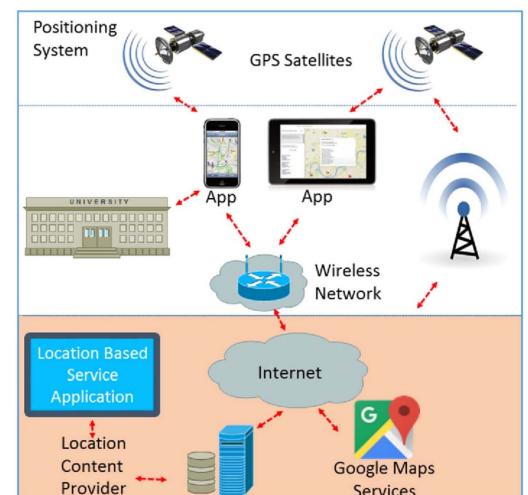 Positioning
System
GPS Satellites
UNIVERSITY
App
App
Wireless
Network
Location Based
Service
Application
Internet
G
Location
Content
Provider
Google Maps
Services